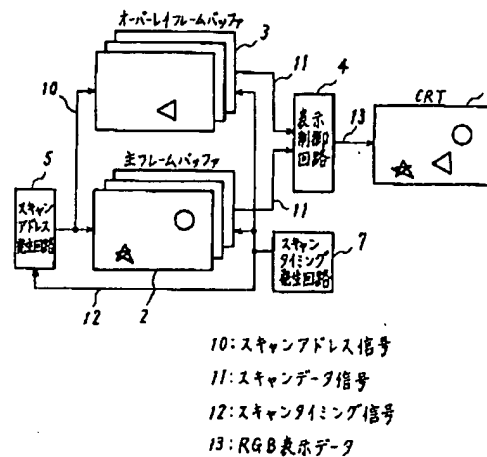 オーバーレイフレームバッファ
3
11
4
10
表示
制御
回路
13
CRT
主フレームバッファ
5
スキャン
アドレス
発生回路
11
スキャン
タイミング
発生回路
7
12
2
10:スキャンアドレス信号
11:スキャンデータ信号
12:スキャンタイミング信号
13:RGB表示データ